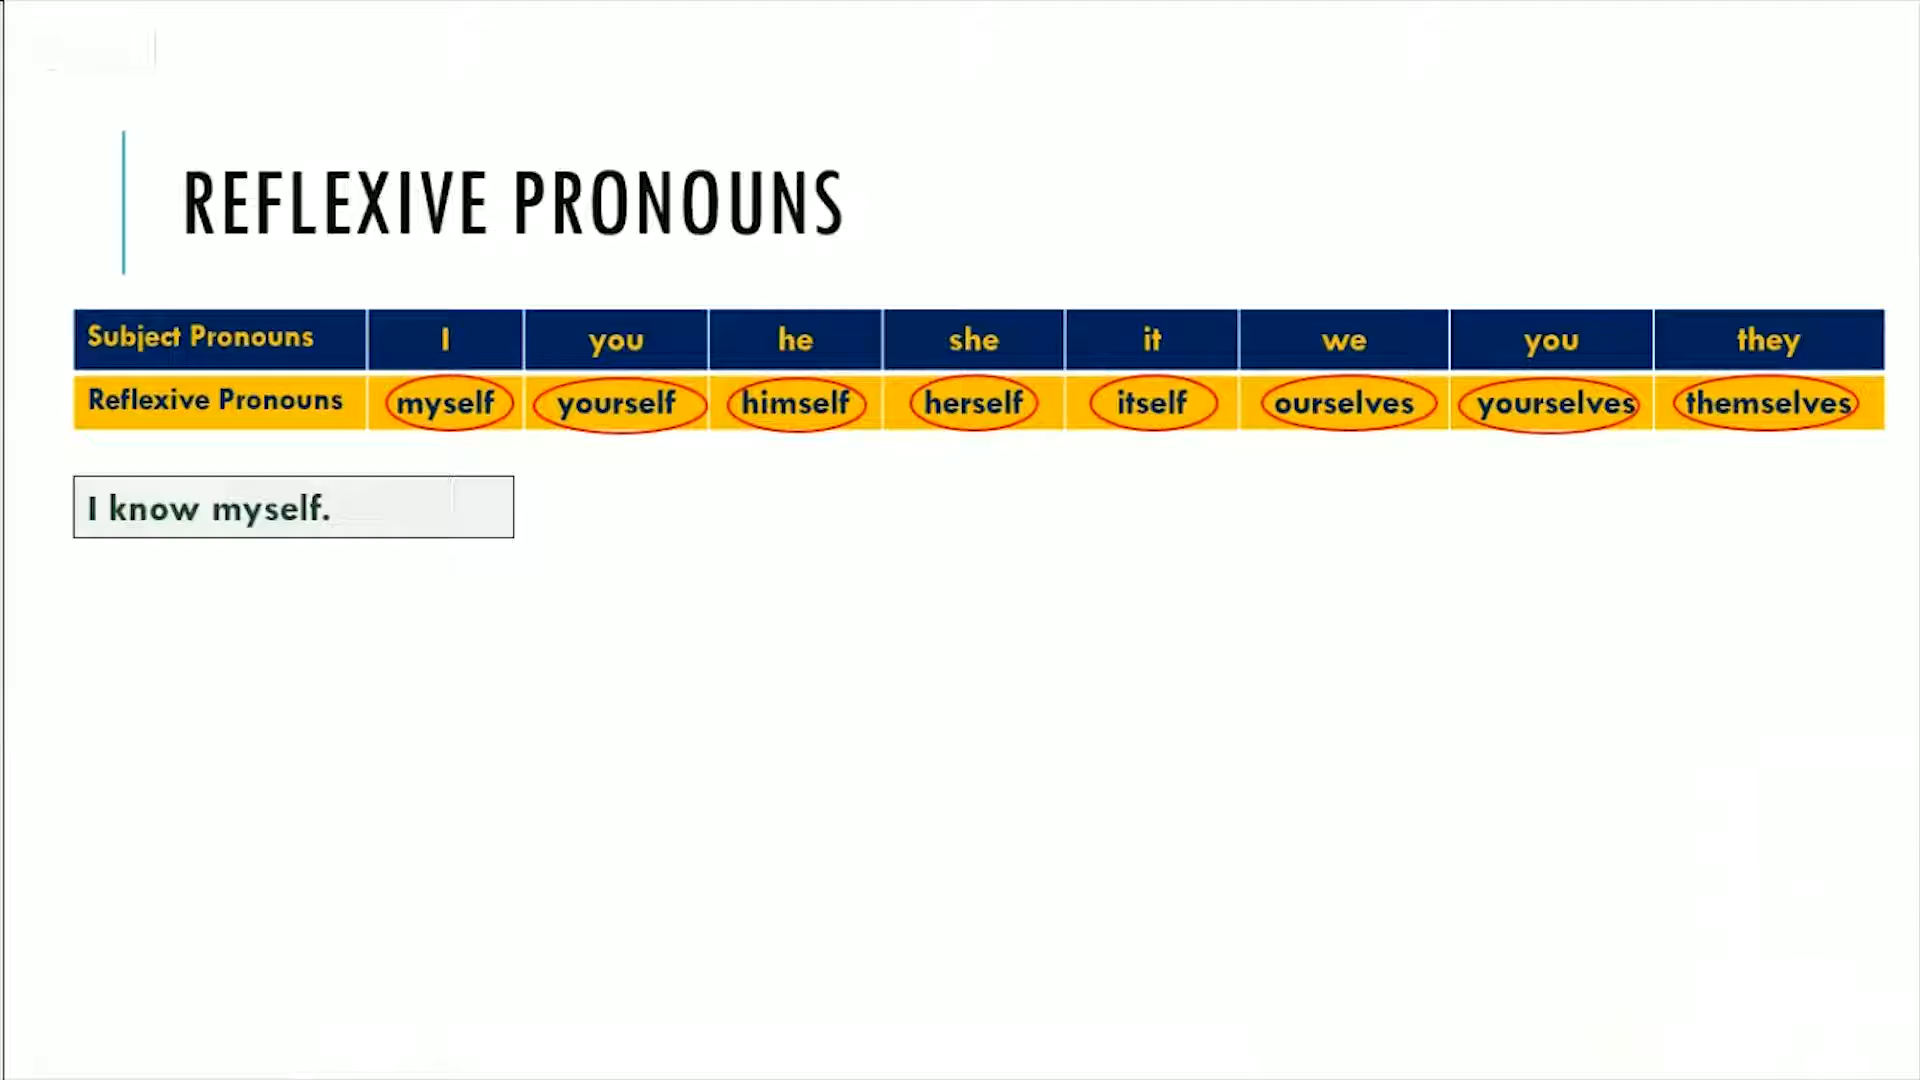 REFLEXIVE PRONOUNS
Subject Pronouns I you he she it we you they
Reflexive Pronouns myself yourself himself herself itself ourselves yourselves themselves
I know myself.